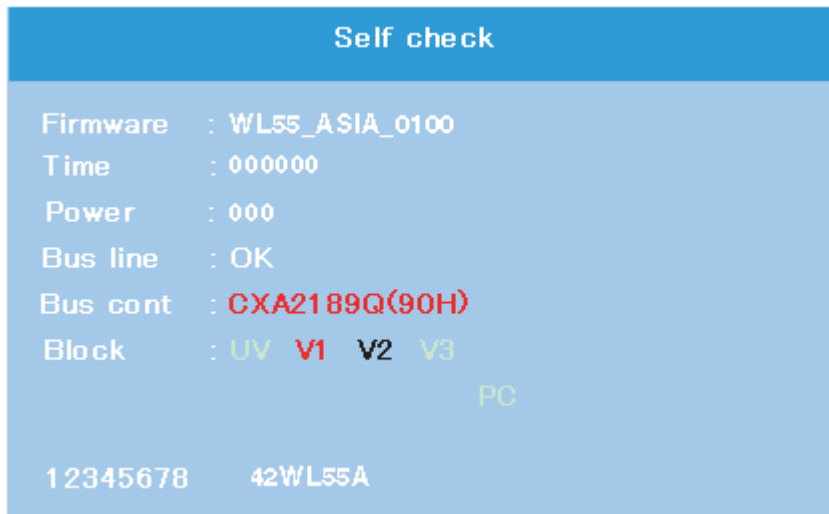 Self check
Firmware : WL55_ASIA_0100
Time : 000000
Power : 000
Bus line : OK
Bus cont : CXA2189Q(90H)
Block : UV V1 V2 V3
PC
12345678 42WL55A